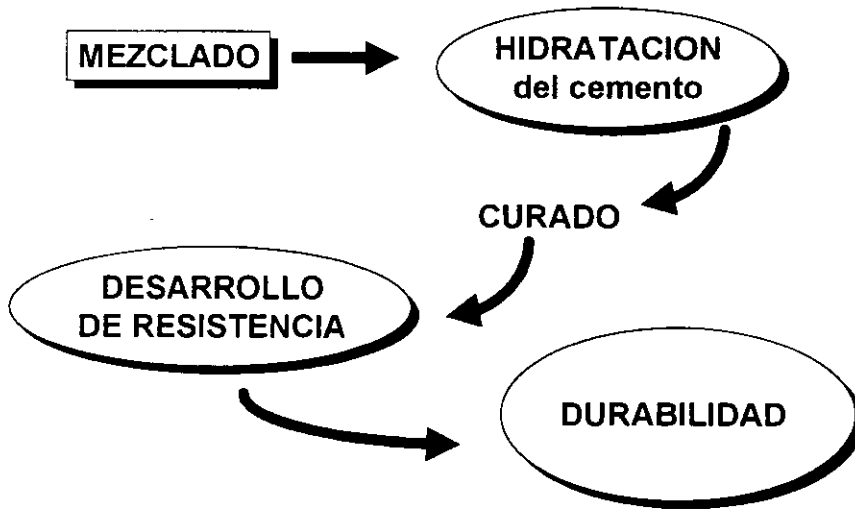 MEZCLADO
HIDRATACION
del cemento
CURADO
DESARROLLO
DE RESISTENCIA
DURABILIDAD